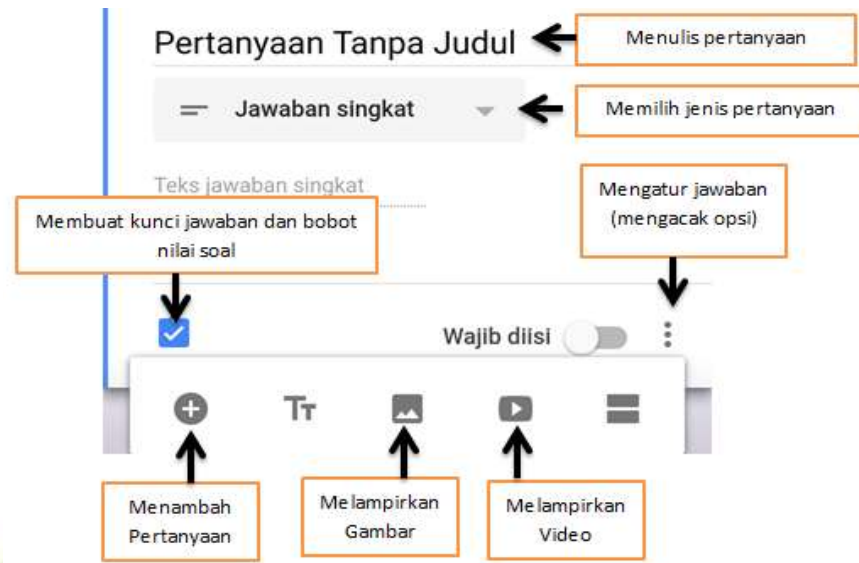 Pertanyaan Tanpa Judul
Menulis pertanyaan
Jawaban singkat
Memilih jenis pertanyaan
Teks jawaban singkat
Mengatur jawaban
(mengacak opsi)
Membuat kunci jawaban dan bobot
nilai soal
Wajib diisi
Tт
Menambah
Pertanyaan
Melampirkan
Gambar
Melampirkan
Video